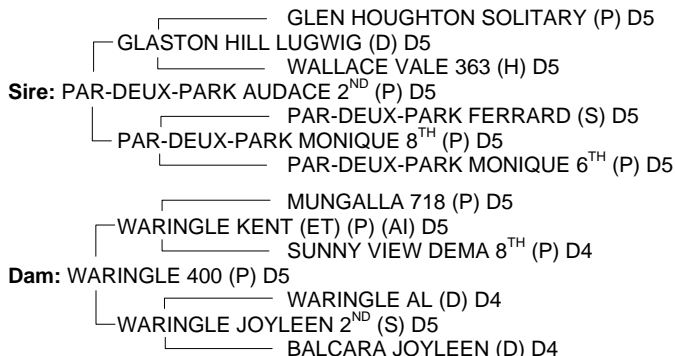 GLEN HOUGHTON SOLITARY (P) D5
GLASTON HILL LUGWIG (D) D5
WALLACE VALE 363 (H) D5
Sire: PAR-DEUX-PARK AUDACE 2ND (P) D5
PAR-DEUX-PARK FERRARD (S) D5
PAR-DEUX-PARK MONIQUE 8TH (P) D5
PAR-DEUX-PARK MONIQUE 6TH (P) D5
MUNGALLA 718 (P) D5
WARINGLE KENT (ET) (P) (AI) D5
SUNNY VIEW DEMA 8TH (P) D4
Dam: WARINGLE 400 (P) D5
WARINGLE AL (D) D4
WARINGLE JOYLEEN 2ND (S) D5
BALCARA JOYLEEN (D) D4